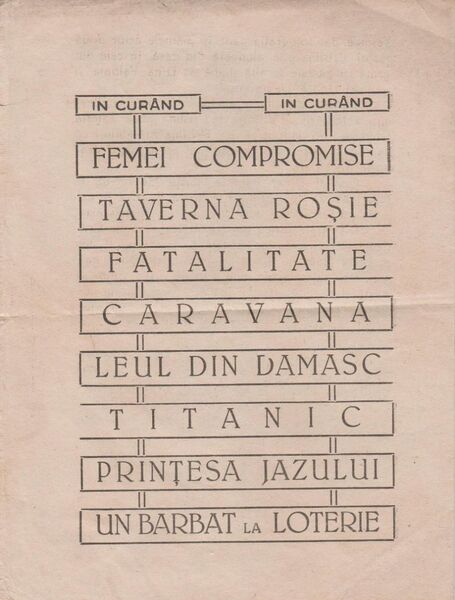 IN CURÂND IN CURÂND
FEMEI COMPROMISE
TAVERNA ROȘIE
FATALITATE
CARAVANA
LEUL DIN DAMASC
TITANIC
PRINȚESA JAZULUI
UN BARBAT LA LOTERIE